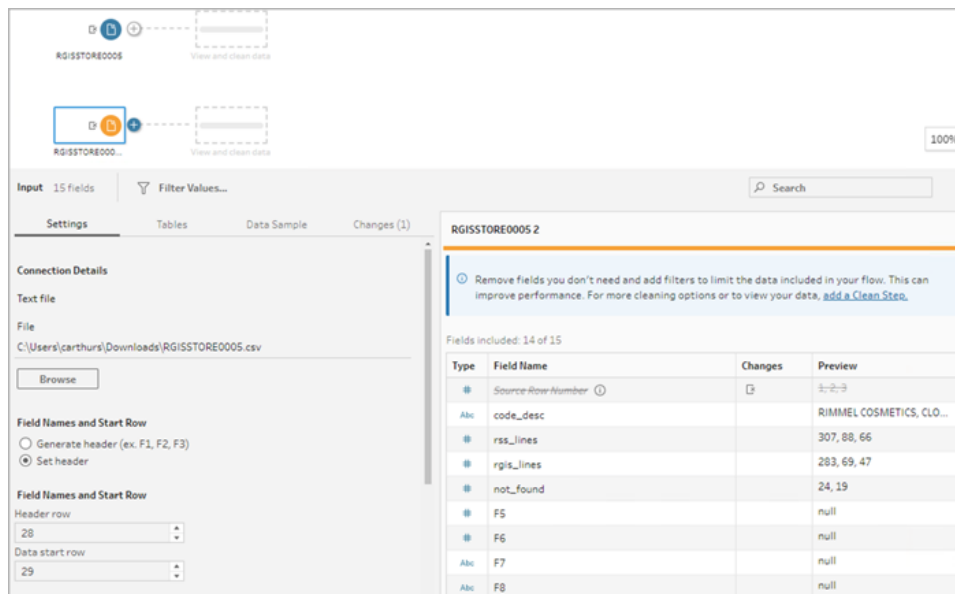 RGISSTORE0005
View and clean data
RGISSTORE000...
View and clean data
100%
Input 15 fields Filter Values... Search
Settings Tables Data Sample Changes (1)
Connection Details
Text file
File
C:\Users\carthurs\Downloads\RGISSTORE0005.csv
Browse
Field Names and Start Row
Generate header (ex. F1, F2, F3)
Set header
Field Names and Start Row
Header row
28
Data start row
29
RGISSTORE0005 2
Remove fields you don't need and add filters to limit the data included in your flow. This can
improve performance. For more cleaning options or to view your data, add a Clean Step.
Fields included: 14 of 15
Type Field Name Changes Preview
# Source Row Number 1, 2, 3
Abc code_desc RIMMEL COSMETICS, CLO...
# rss_lines 307, 88, 66
# rgis_lines 283, 69, 47
# not_found 24, 19
# F5 null
# F6 null
Abc F7 null
Abc F8 null